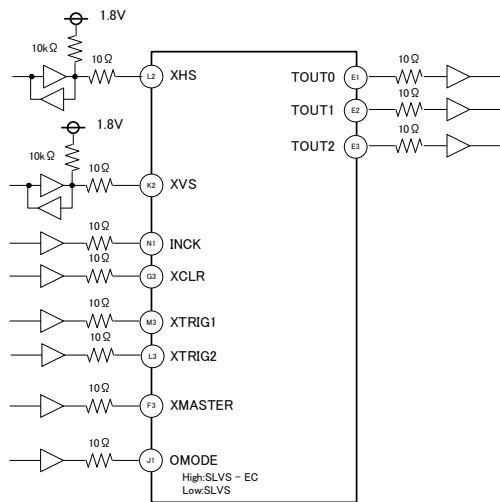 1.8V
10kΩ
10Ω
L2
XHS
1.8V
10kΩ
10Ω
K2
XVS
10Ω
N1
INCK
10Ω
G3
XCLR
10Ω
M3
XTRIG1
10Ω
L3
XTRIG2
10Ω
F3
XMASTER
10Ω
J1
OMODE
High:SLVS - EC
Low:SLVS
TOUT0
E1
10Ω
TOUT1
E2
10Ω
TOUT2
E3
10Ω